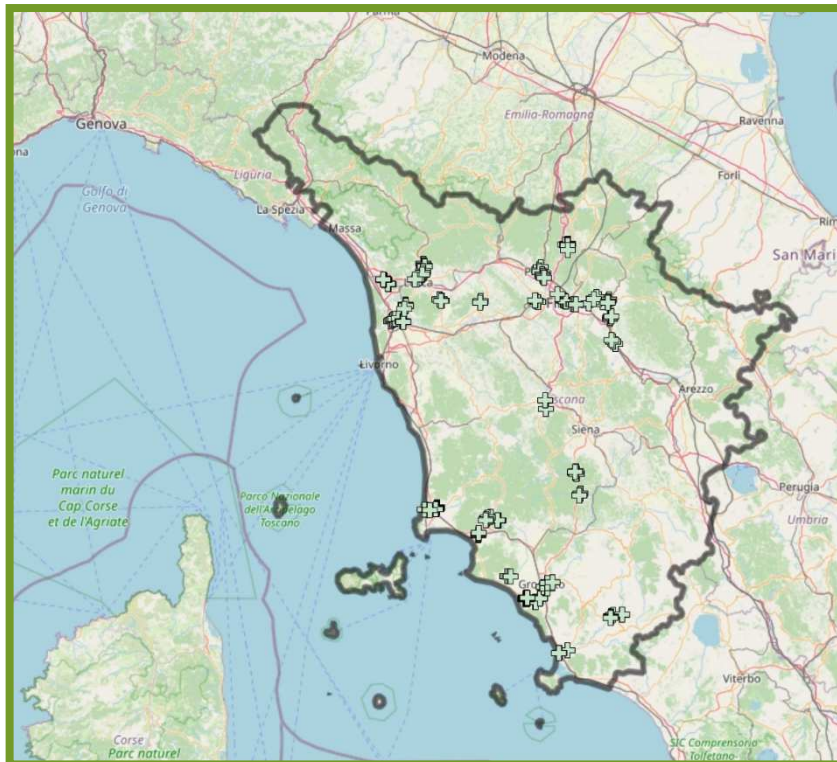 Parma
Modena
Genova
Emilia-Romagna
Ravenna
Liguria
Forlì
Golfo di
Genova
La Spezia
Massa
San Mari
Livorno
Arezzo
Siena
Parc naturel
marin du
Cap Corse
et de l'Agriate
Parco Nazionale
dell'Arcipelago
Toscano
Perugia
Umbria
Viterbo
Corse
Parc naturel
SIC Comprensorio
Tolfetano-